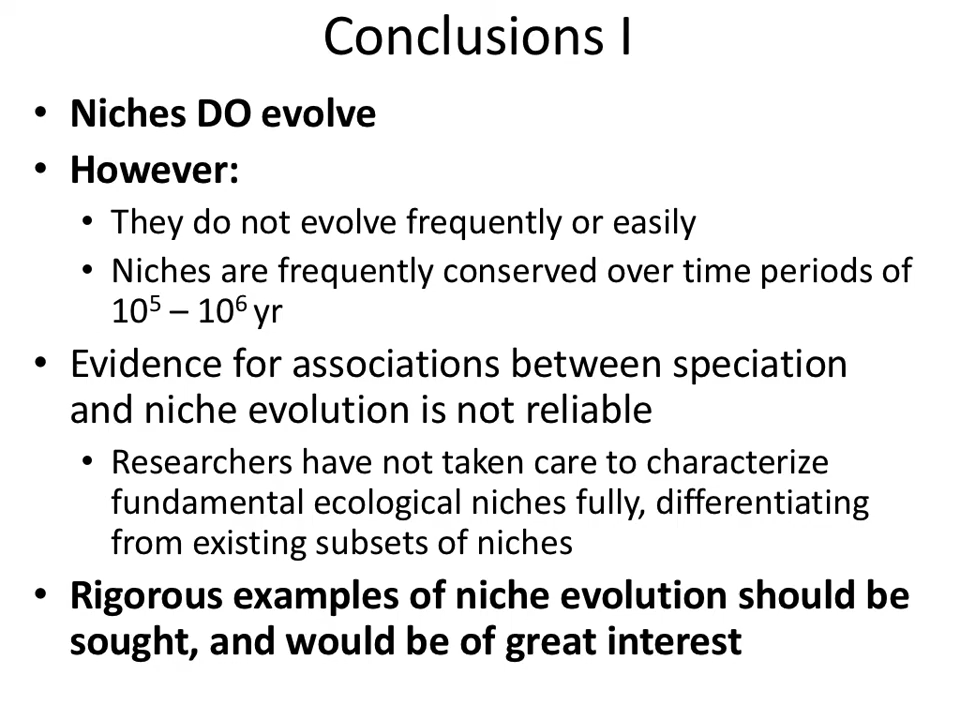 Conclusions I
• Niches DO evolve
• However:
• They do not evolve frequently or easily
• Niches are frequently conserved over time periods of
10⁵ – 10⁶ yr
• Evidence for associations between speciation
and niche evolution is not reliable
• Researchers have not taken care to characterize
fundamental ecological niches fully, differentiating
from existing subsets of niches
• Rigorous examples of niche evolution should be
sought, and would be of great interest